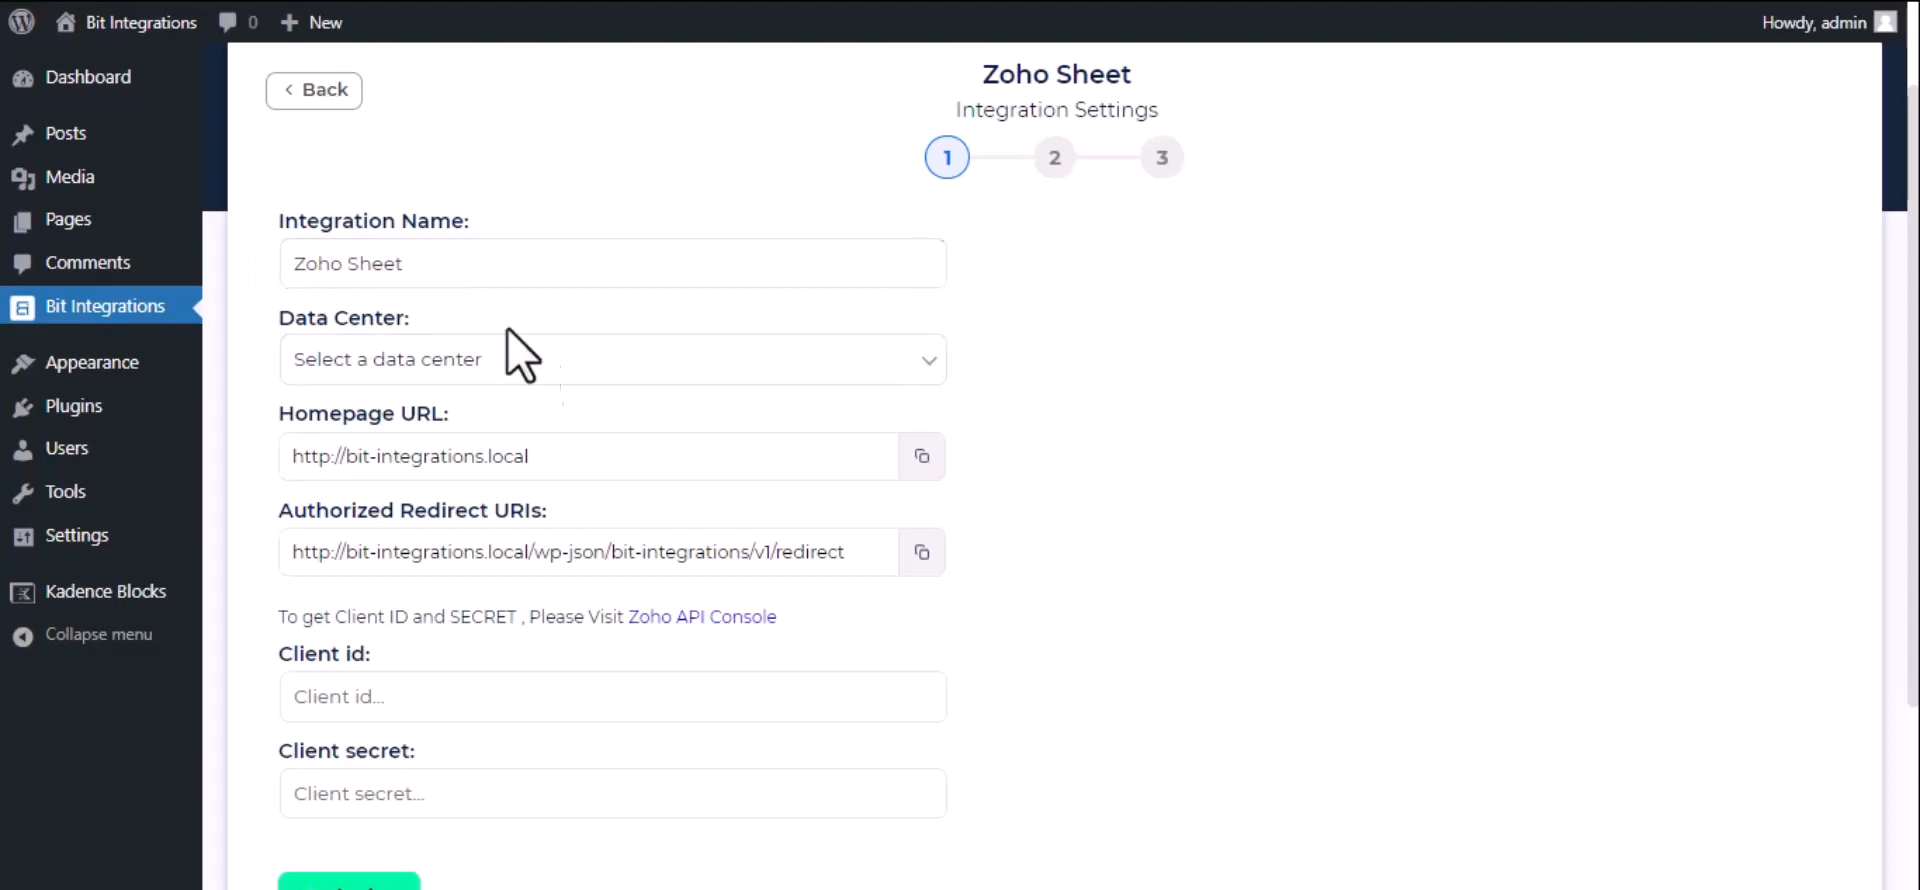 Bit Integrations 0 New Howdy, admin
Dashboard
Posts
Media
Pages
Comments
Bit Integrations
Appearance
Plugins
Users
Tools
Settings
Kadence Blocks
Collapse menu
Back
Zoho Sheet
Integration Settings
1 2 3
Integration Name:
Zoho Sheet
Data Center:
Select a data center
Homepage URL:
http://bit-integrations.local
Authorized Redirect URIs:
http://bit-integrations.local/wp-json/bit-integrations/v1/redirect
To get Client ID and SECRET , Please Visit Zoho API Console
Client id:
Client id...
Client secret:
Client secret...